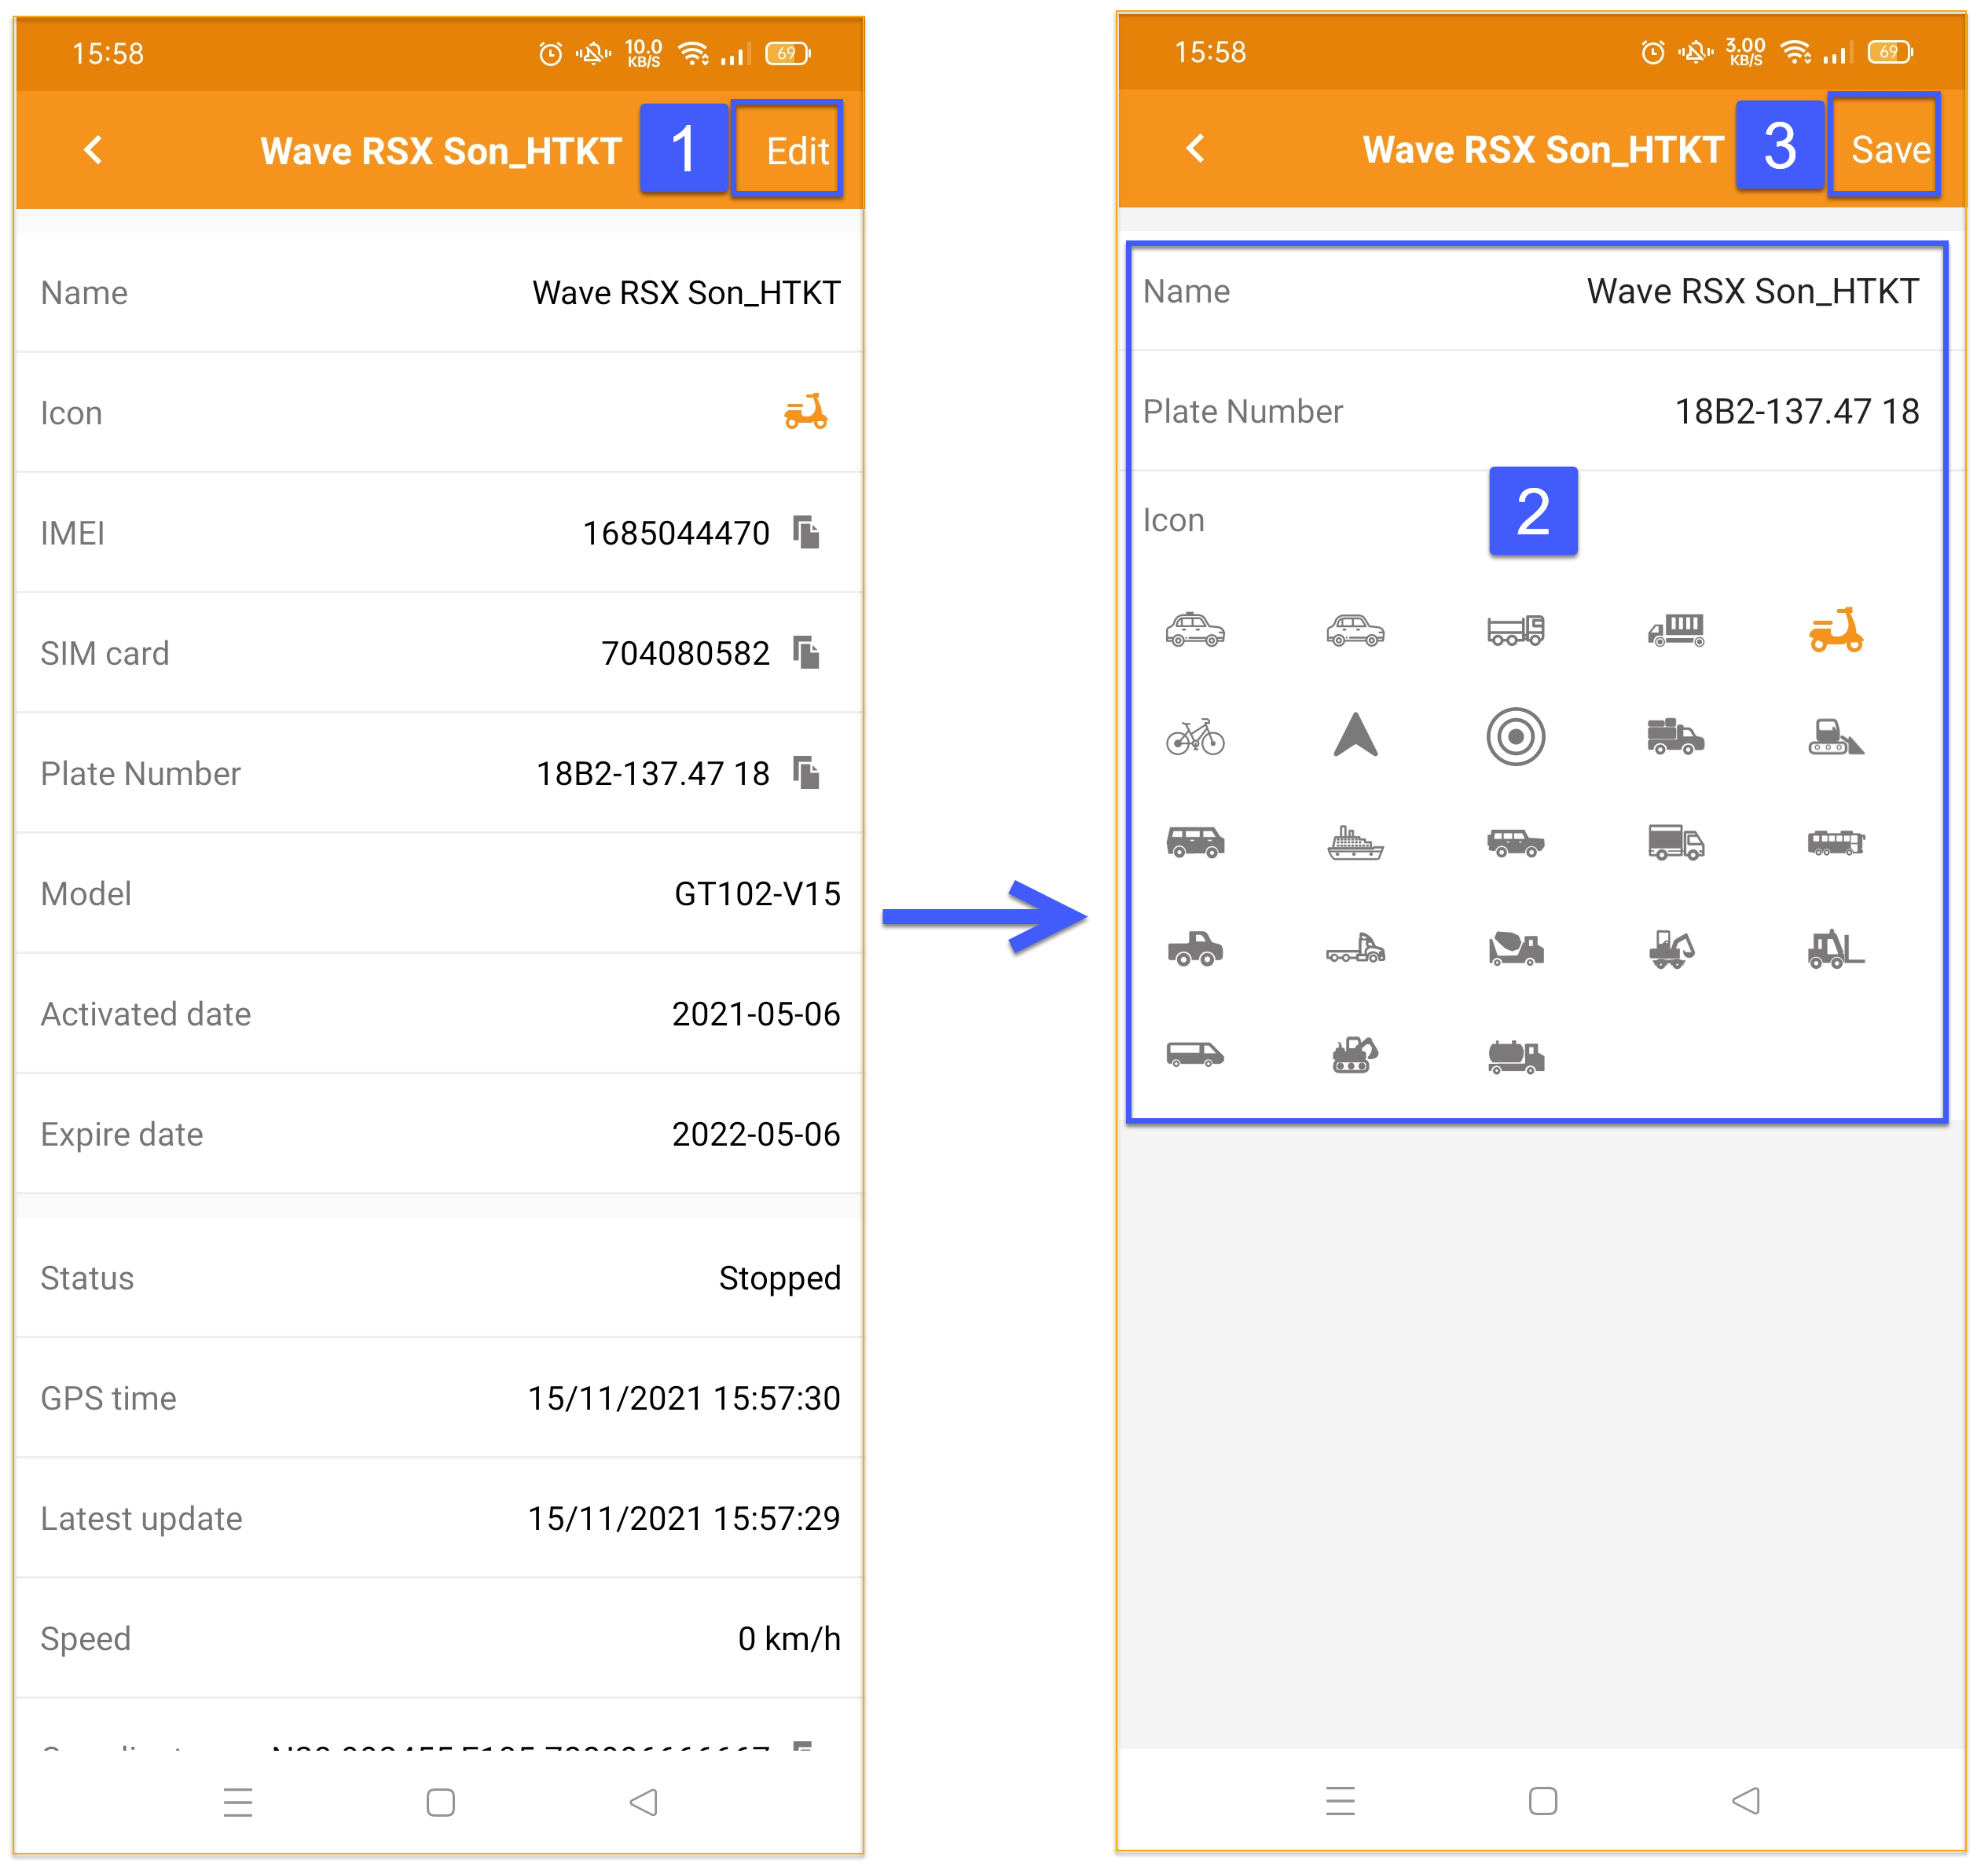 15:58
10.0 KB/S
69
Wave RSX Son_HTKT
1
Edit
Name
Wave RSX Son_HTKT
Icon
IMEI
1685044470
SIM card
704080582
Plate Number
18B2-137.47 18
Model
GT102-V15
Activated date
2021-05-06
Expire date
2022-05-06
Status
Stopped
GPS time
15/11/2021 15:57:30
Latest update
15/11/2021 15:57:29
Speed
0 km/h
15:58
3.00 KB/S
69
Wave RSX Son_HTKT
3
Save
Name
Wave RSX Son_HTKT
Plate Number
18B2-137.47 18
Icon
2